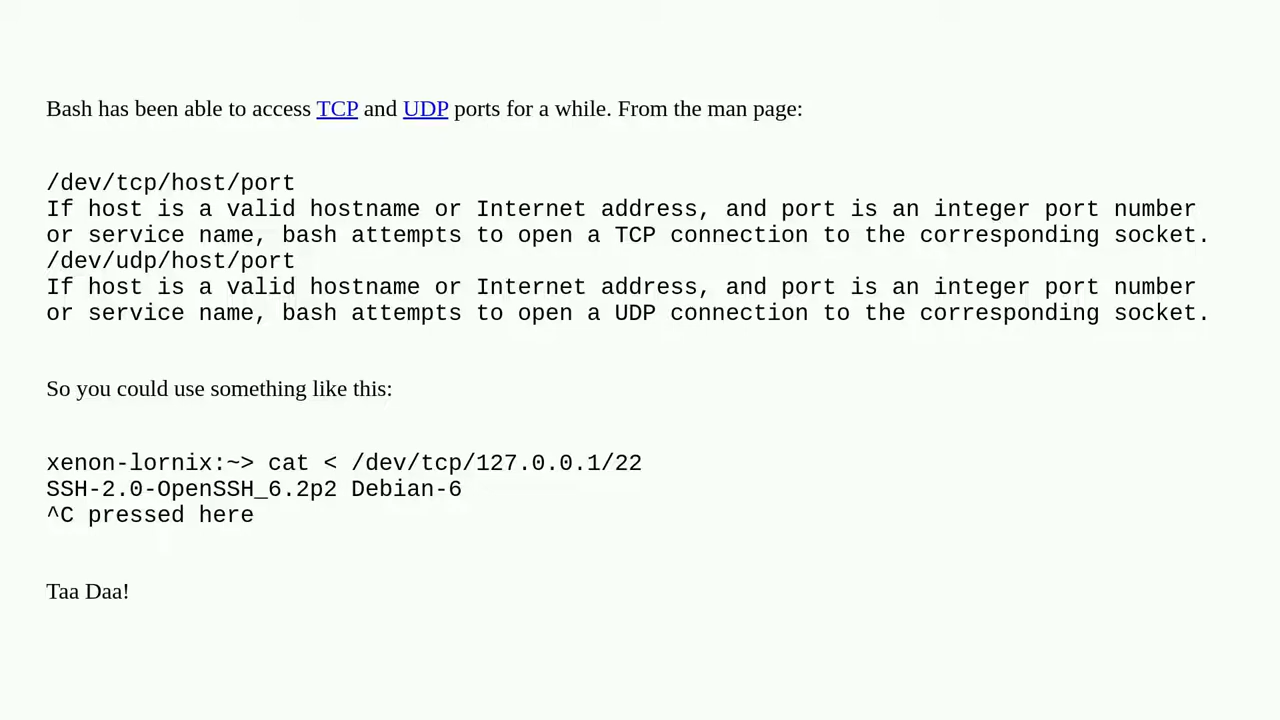 Bash has been able to access TCP and UDP ports for a while. From the man page:
/dev/tcp/host/port
If host is a valid hostname or Internet address, and port is an integer port number
or service name, bash attempts to open a TCP connection to the corresponding socket.
/dev/udp/host/port
If host is a valid hostname or Internet address, and port is an integer port number
or service name, bash attempts to open a UDP connection to the corresponding socket.
So you could use something like this:
xenon-lornix:~> cat < /dev/tcp/127.0.0.1/22
SSH-2.0-OpenSSH_6.2p2 Debian-6
^C pressed here
Taa Daa!